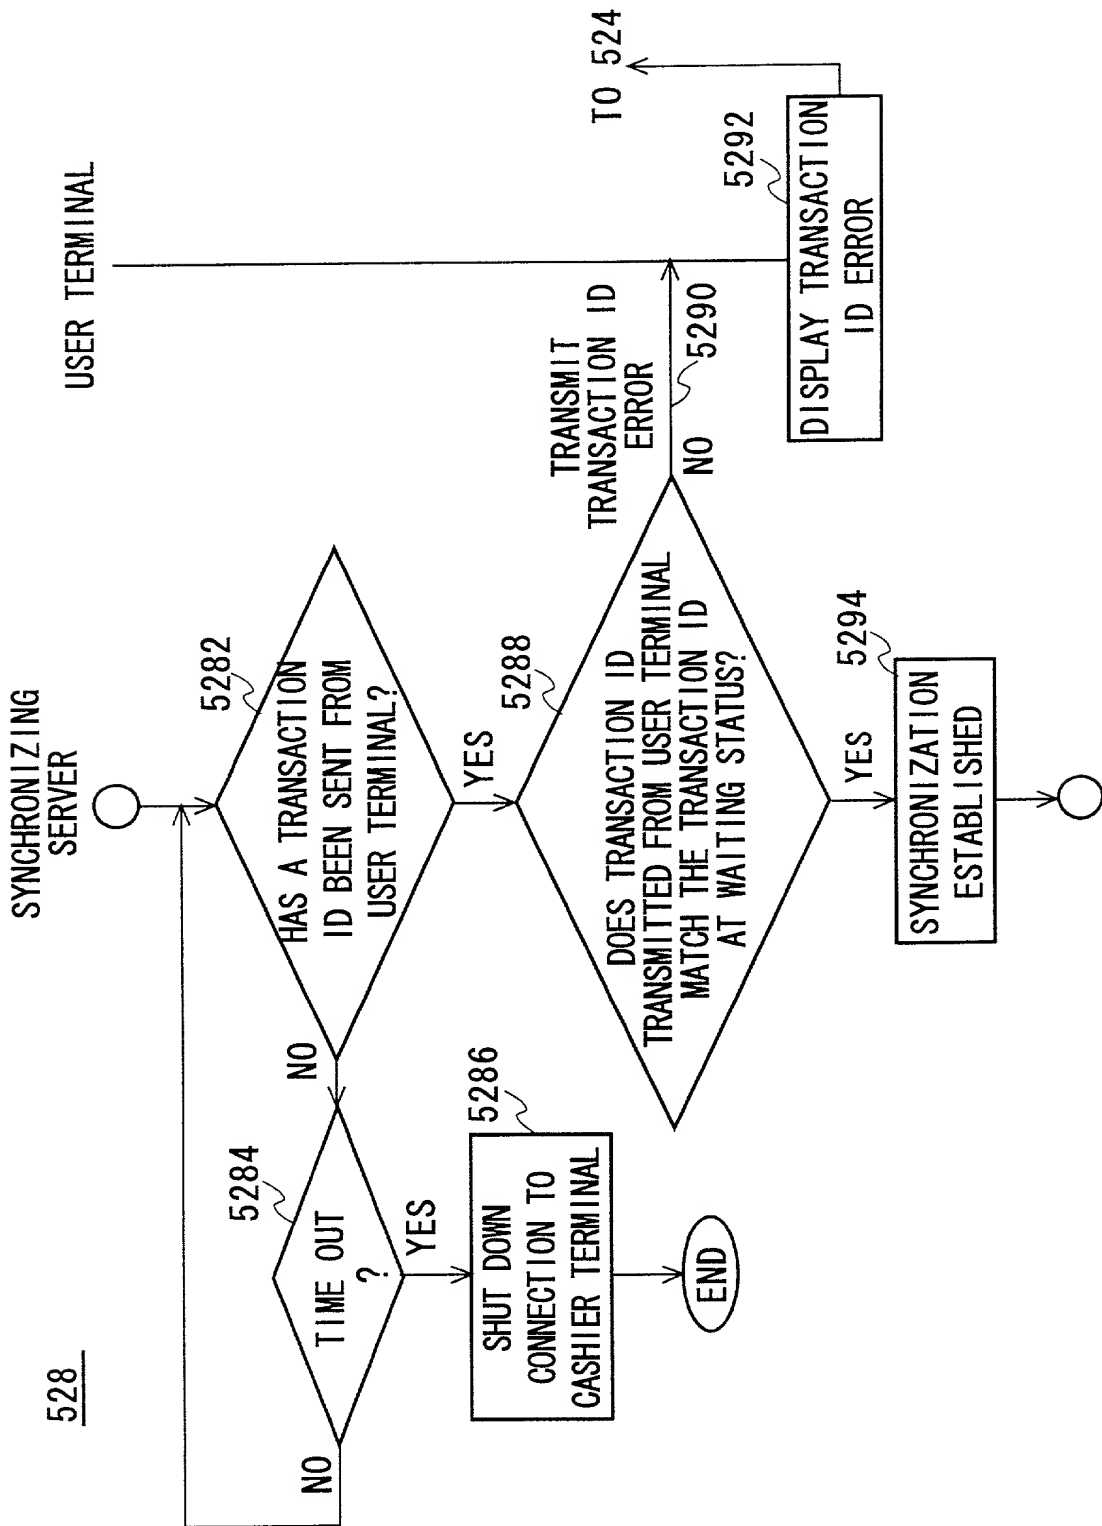 528
SYNCHRONIZING
SERVER
USER TERMINAL
5282
HAS A TRANSACTION
ID BEEN SENT FROM
USER TERMINAL?
NO
YES
5284
TIME OUT
?
NO
YES
5286
SHUT DOWN
CONNECTION TO
CASHIER TERMINAL
END
5288
DOES TRANSACTION ID
TRANSMITTED FROM USER TERMINAL
MATCH THE TRANSACTION ID
AT WAITING STATUS?
NO
YES
TRANSMIT
TRANSACTION ID
ERROR
5290
TO 524
5292
DISPLAY TRANSACTION
ID ERROR
5294
SYNCHRONIZATION
ESTABLISHED